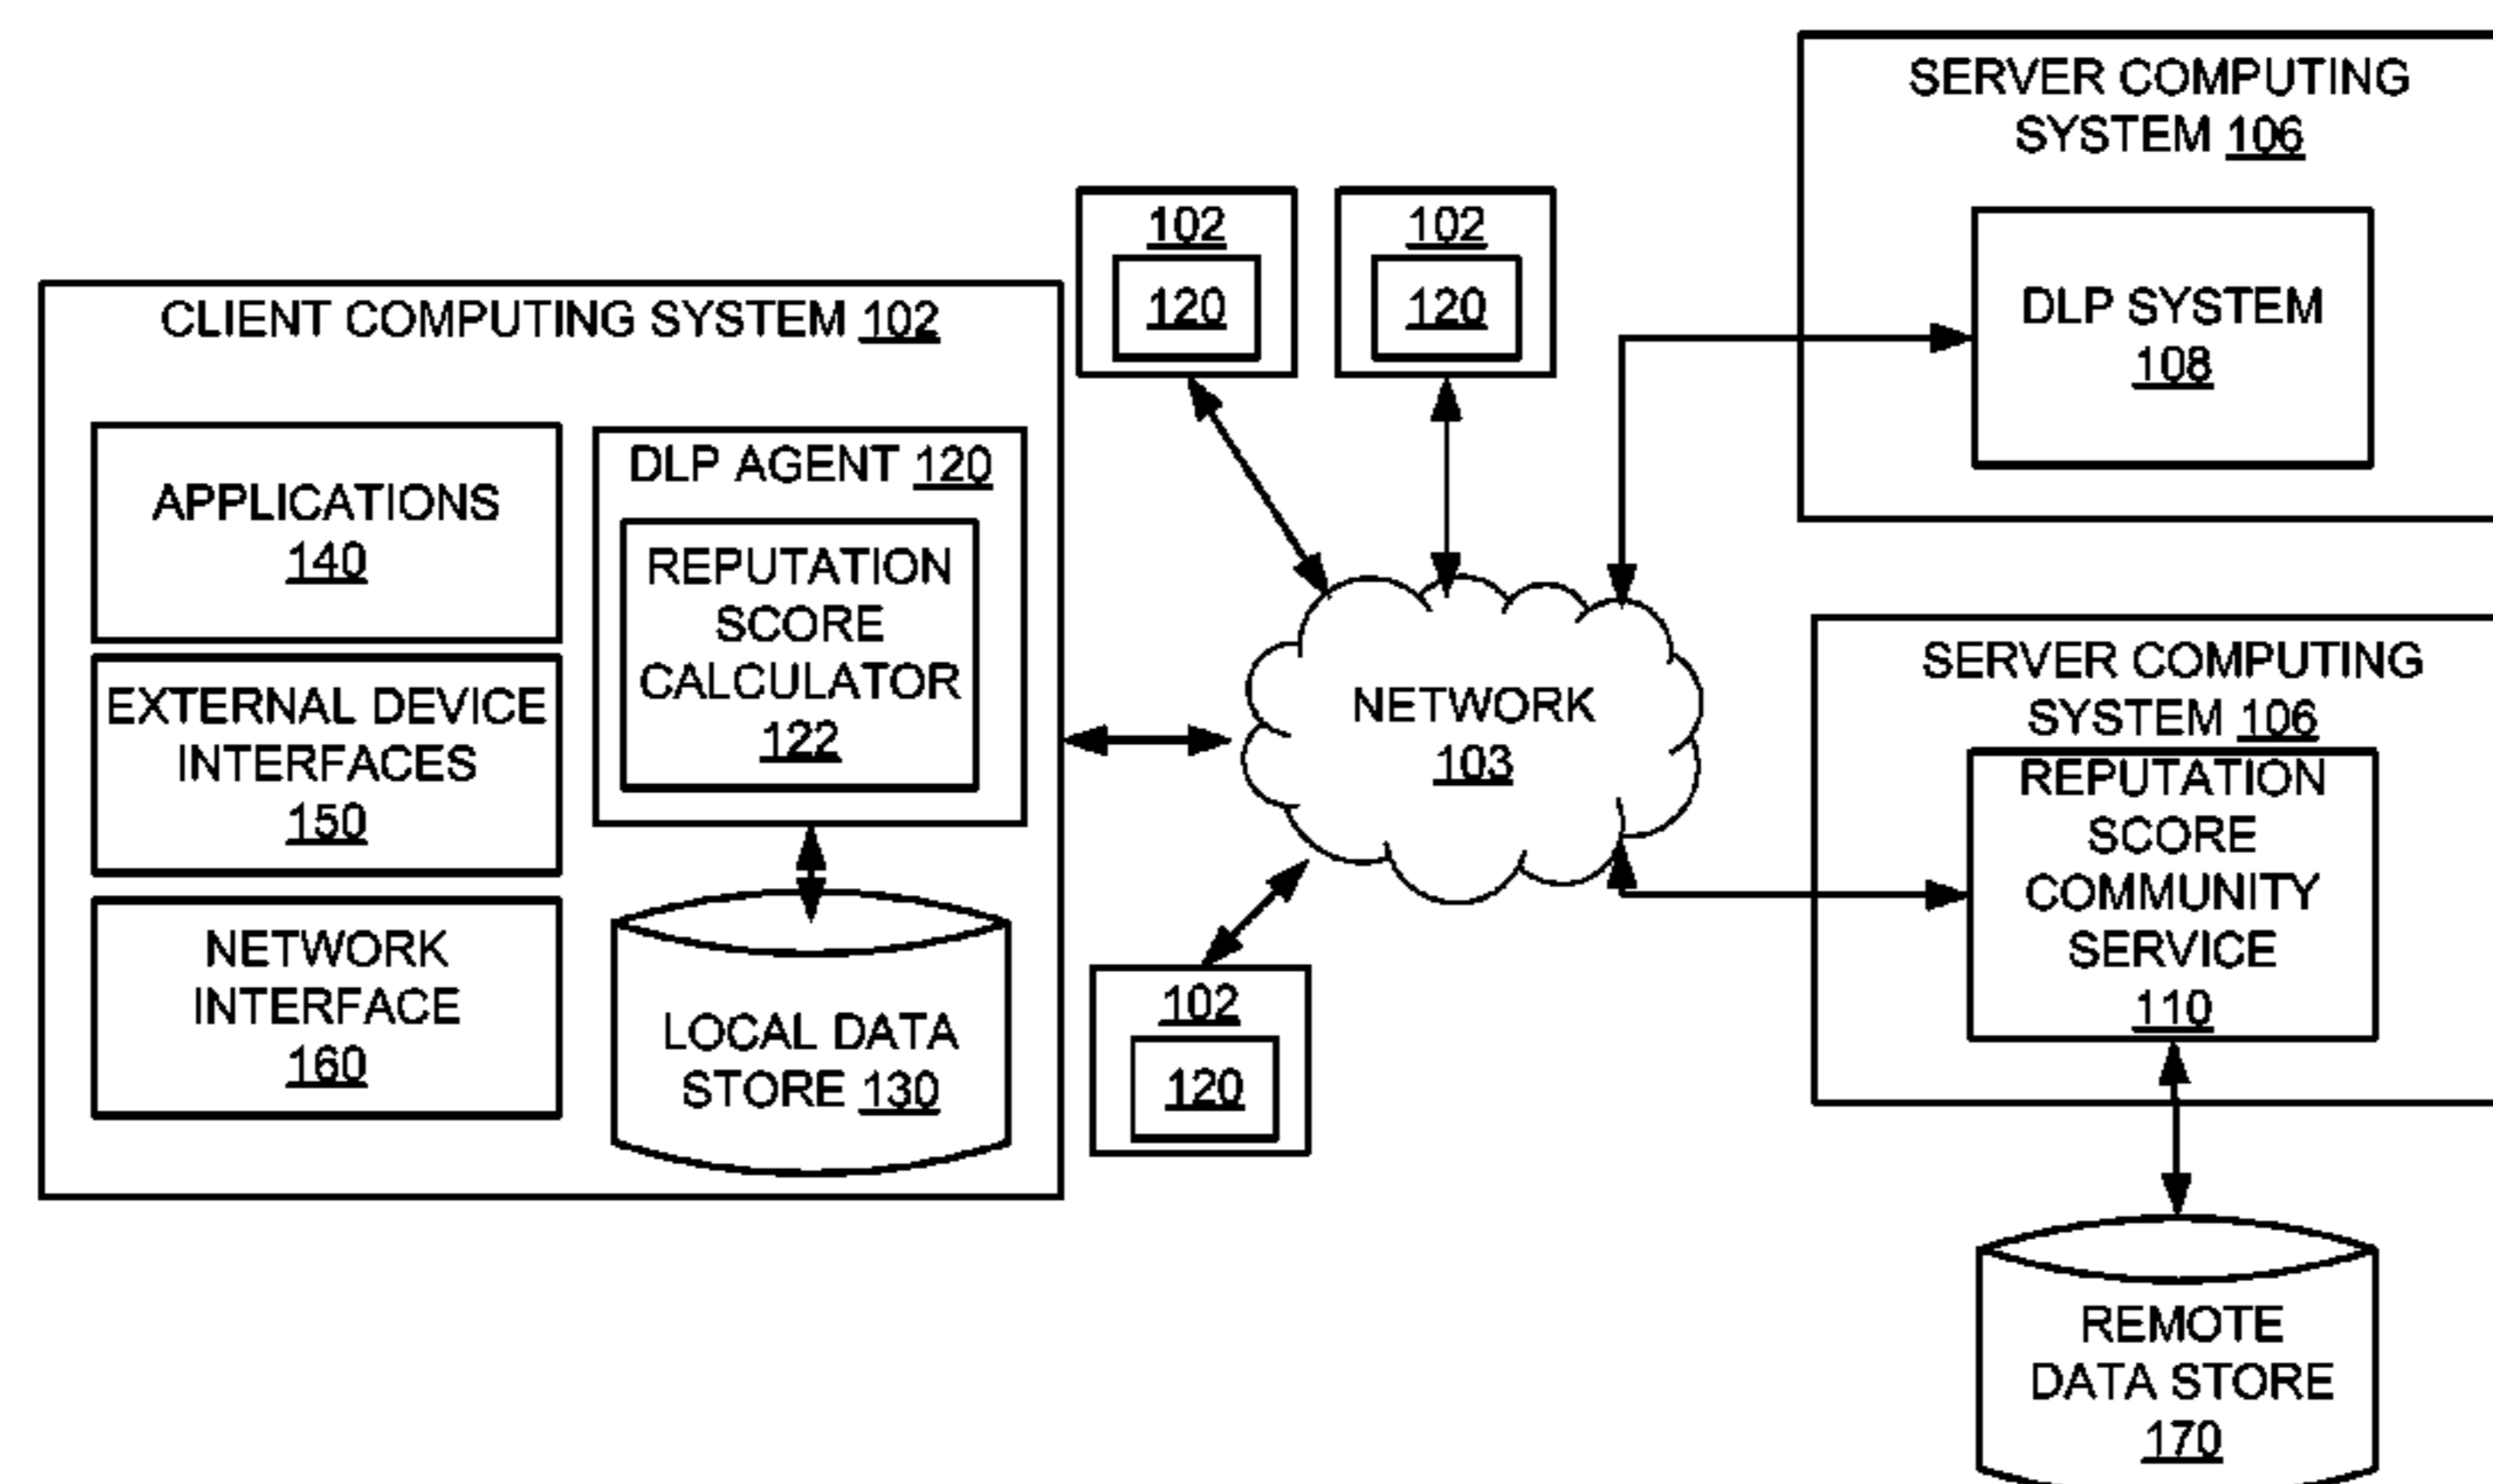 CLIENT COMPUTING SYSTEM 102
APPLICATIONS
140
EXTERNAL DEVICE
INTERFACES
150
NETWORK
INTERFACE
160
DLP AGENT 120
REPUTATION
SCORE
CALCULATOR
122
LOCAL DATA
STORE 130
102
120
102
120
NETWORK
103
102
120
SERVER COMPUTING
SYSTEM 106
DLP SYSTEM
108
SERVER COMPUTING
SYSTEM 106
REPUTATION
SCORE
COMMUNITY
SERVICE
110
REMOTE
DATA STORE
170